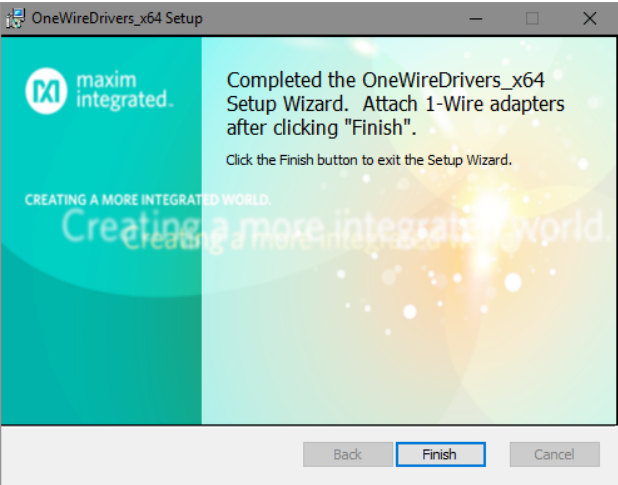 OneWireDrivers_x64 Setup
maxim
integrated.
Completed the OneWireDrivers_x64
Setup Wizard. Attach 1-Wire adapters
after clicking "Finish".
Click the Finish button to exit the Setup Wizard.
CREATING A MORE INTEGRATED WORLD.
Creating a more integrated world.
Creating a more integrated world
Back
Finish
Cancel